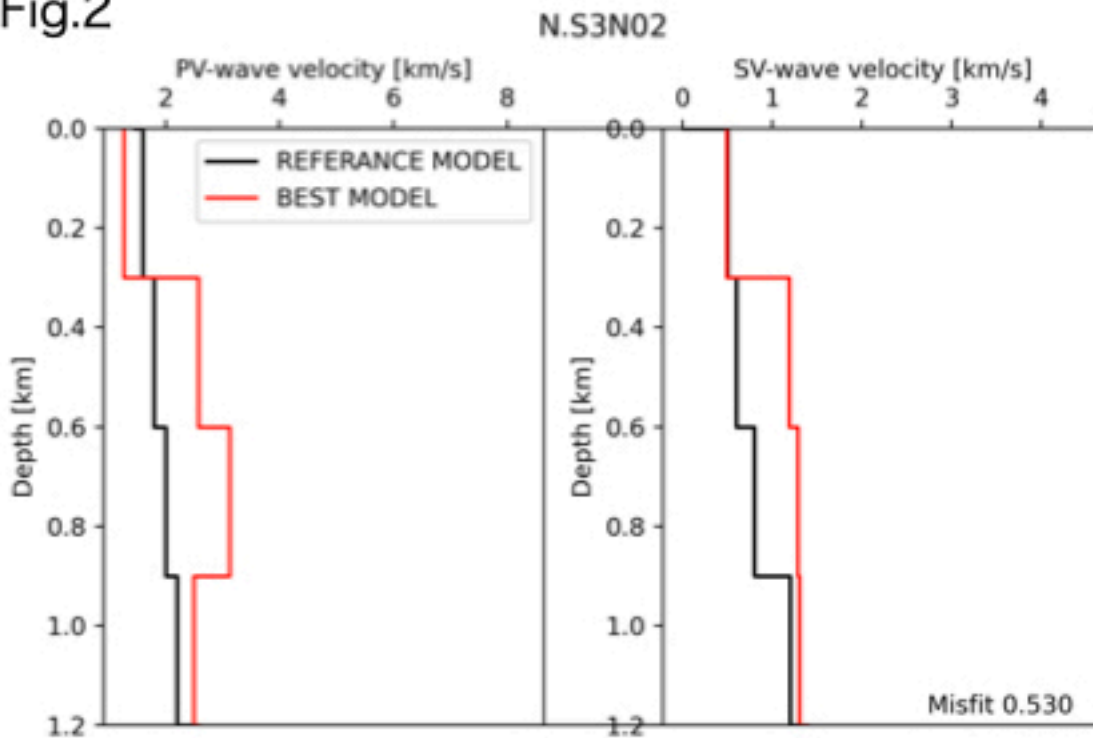 Fig.2
N.S3N02
PV-wave velocity [km/s]
2 4 6 8
0.0
0.2
0.4
0.6
0.8
1.0
1.2
Depth [km]
REFERANCE MODEL
BEST MODEL
SV-wave velocity [km/s]
0 1 2 3 4
0.0
0.2
0.4
0.6
0.8
1.0
1.2
Depth [km]
Misfit 0.530